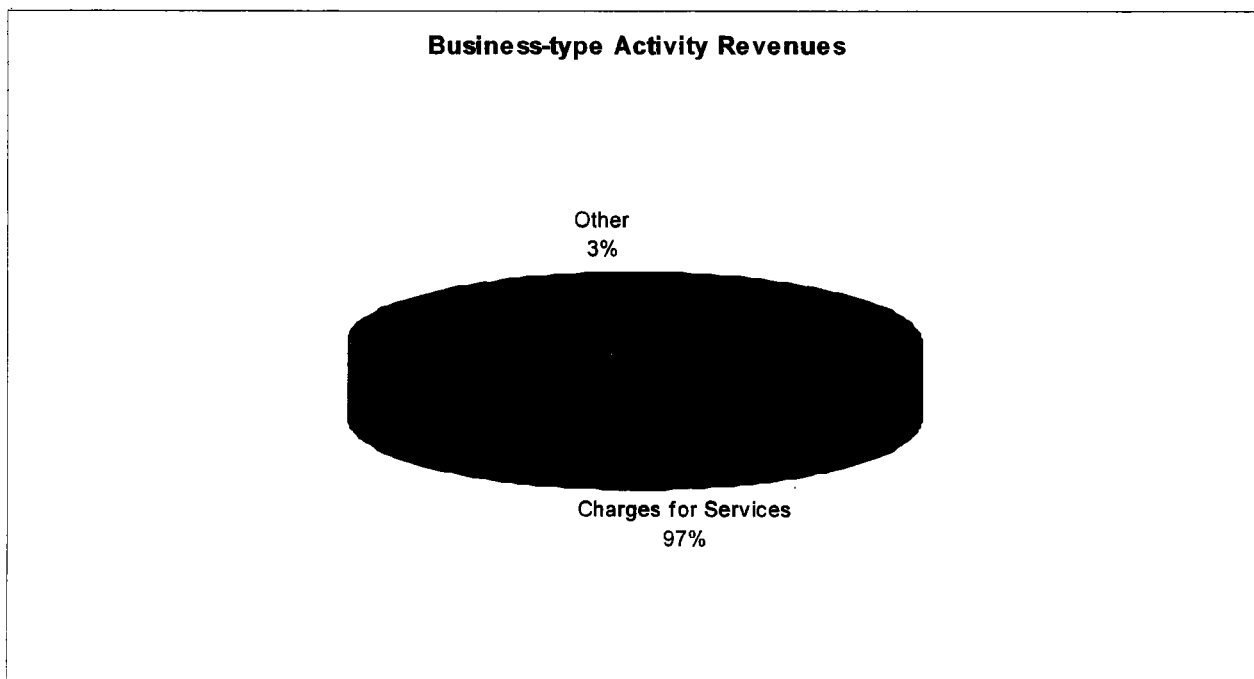 Business-type Activity Revenues
Other
3%
Charges for Services
97%